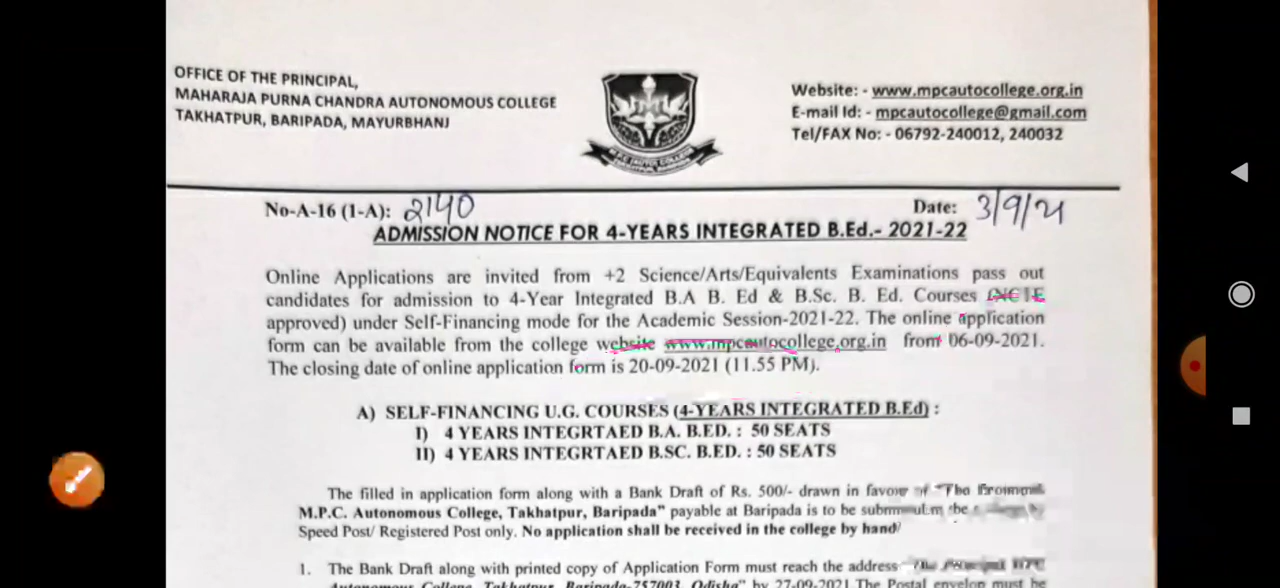 OFFICE OF THE PRINCIPAL,
MAHARAJA PURNA CHANDRA AUTONOMOUS COLLEGE
TAKHATPUR, BARIPADA, MAYURBHANJ
Website: - www.mpcautocollege.org.in
E-mail Id: - mpcautocollege@gmail.com
Tel/FAX No: - 06792-240012, 240032
No-A-16 (1-A): 2140
Date: 3/9/21
ADMISSION NOTICE FOR 4-YEARS INTEGRATED B.Ed.- 2021-22
Online Applications are invited from +2 Science/Arts/Equivalents Examinations pass out
candidates for admission to 4-Year Integrated B.A B. Ed & B.Sc. B. Ed. Courses (NCTE
approved) under Self-Financing mode for the Academic Session-2021-22. The online application
form can be available from the college website www.mpcautocollege.org.in from 06-09-2021.
The closing date of online application form is 20-09-2021 (11.55 PM).
A) SELF-FINANCING U.G. COURSES (4-YEARS INTEGRATED B.Ed) :
I) 4 YEARS INTEGRTAED B.A. B.ED. : 50 SEATS
II) 4 YEARS INTEGRTAED B.SC. B.ED. : 50 SEATS
The filled in application form along with a Bank Draft of Rs. 500/- drawn in favour of "The
M.P.C. Autonomous College, Takhatpur, Baripada" payable at Baripada is to be
Speed Post/ Registered Post only. No application shall be received in the college by hand
1. The Bank Draft along with printed copy of Application Form must reach the address
Autonomous College, Takhatpur, Baripada-757003, Odisha" by 27-09-2021 The Postal envelop must be